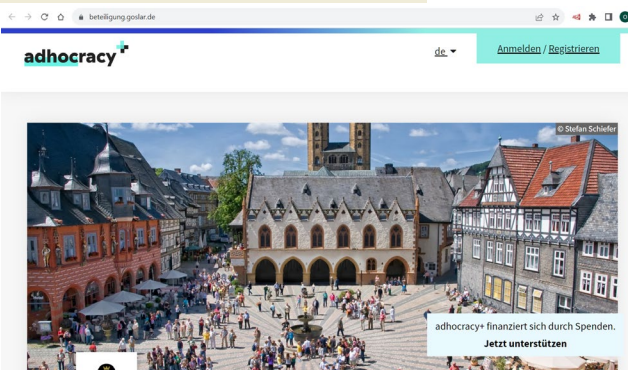 beteiligung.goslar.de
adhocracy+
de
Anmelden / Registrieren
© Stefan Schiefer
adhocracy+ finanziert sich durch Spenden.
Jetzt unterstützen